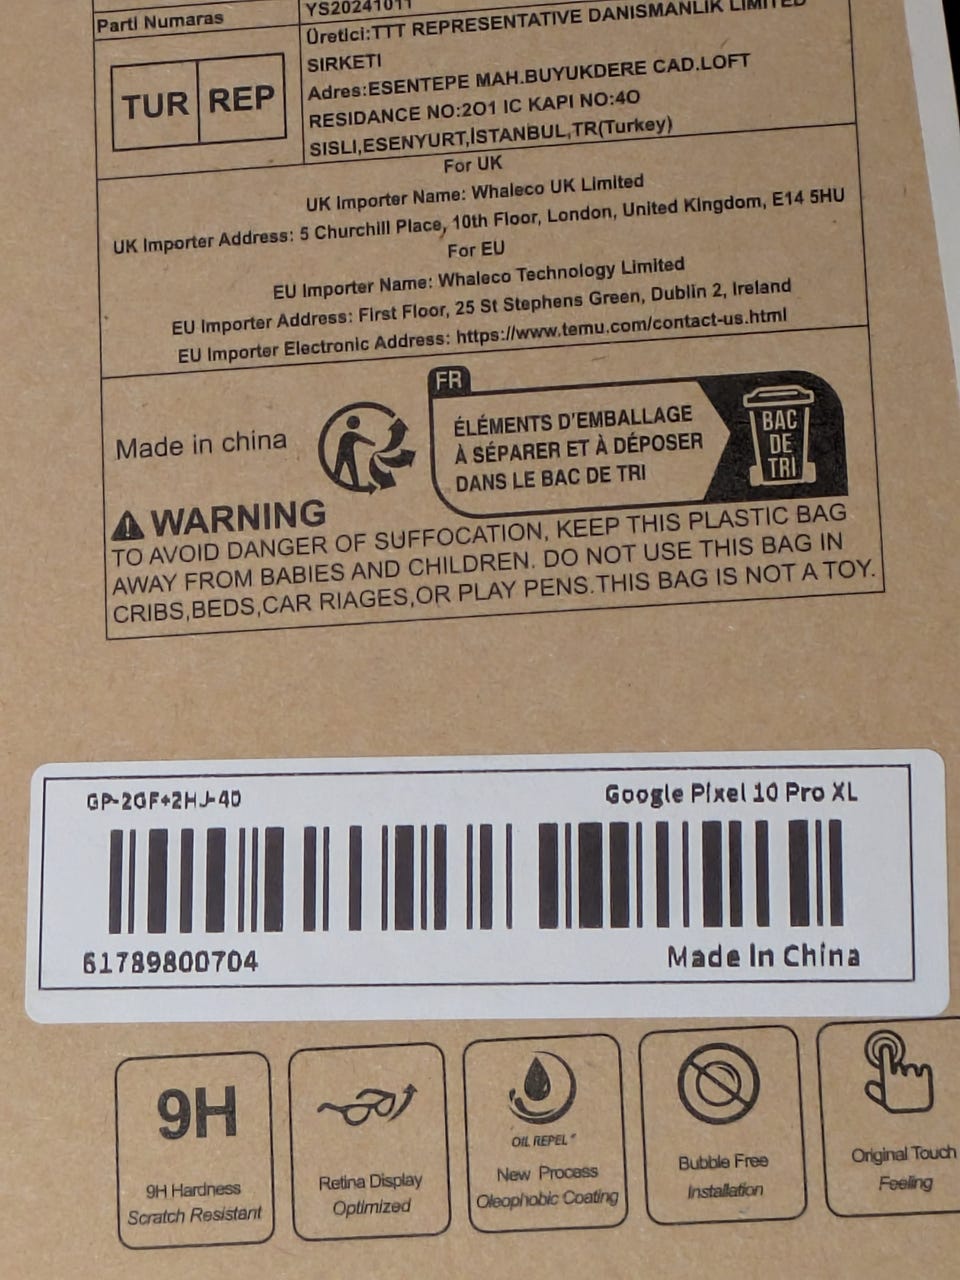 Parti Numaras
YS20241011
TUR REP
Üretici:TTT REPRESENTATIVE DANISMANLIK LIMITED
SIRKETI
Adres:ESENTEPE MAH.BUYUKDERE CAD.LOFT
RESIDANCE NO:201 IC KAPI NO:40
SISLI,ESENYURT,İSTANBUL,TR(Turkey)
For UK
UK Importer Name: Whaleco UK Limited
UK Importer Address: 5 Churchill Place, 10th Floor, London, United Kingdom, E14 5HU
For EU
EU Importer Name: Whaleco Technology Limited
EU Importer Address: First Floor, 25 St Stephens Green, Dublin 2, Ireland
EU Importer Electronic Address: https://www.temu.com/contact-us.html
Made in china
FR
ÉLÉMENTS D'EMBALLAGE
À SÉPARER ET À DÉPOSER
DANS LE BAC DE TRI
BAC
DE
TRI
WARNING
TO AVOID DANGER OF SUFFOCATION, KEEP THIS PLASTIC BAG
AWAY FROM BABIES AND CHILDREN. DO NOT USE THIS BAG IN
CRIBS,BEDS,CAR RIAGES,OR PLAY PENS.THIS BAG IS NOT A TOY.
GP-2GF+2HJ-40
Google Pixel 10 Pro XL
61789800704
Made In China
9H
9H Hardness
Scratch Resistant
Retina Display
Optimized
OIL REPEL
New Process
Oleophobic Coating
Bubble Free
Installation
Original Touch
Feeling